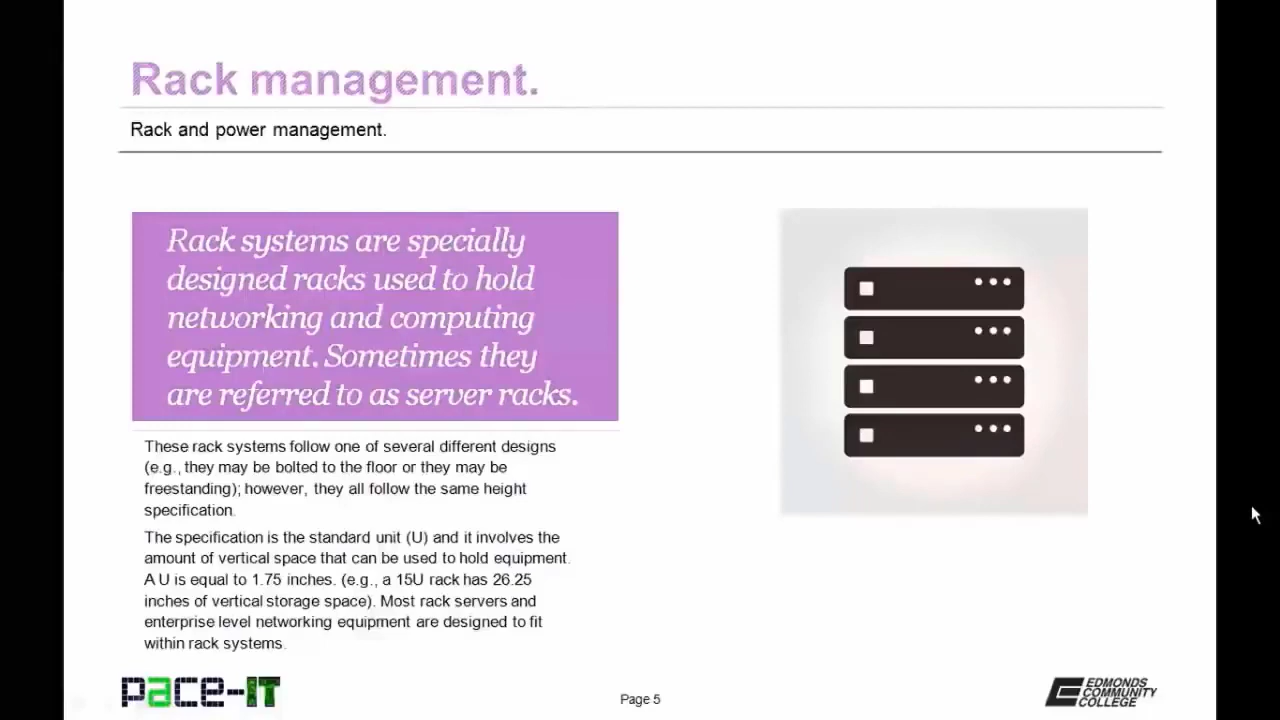 Rack management.
Rack and power management.
Rack systems are specially
designed racks used to hold
networking and computing
equipment. Sometimes they
are referred to as server racks.
These rack systems follow one of several different designs
(e.g., they may be bolted to the floor or they may be
freestanding); however, they all follow the same height
specification.
The specification is the standard unit (U) and it involves the
amount of vertical space that can be used to hold equipment.
A U is equal to 1.75 inches. (e.g., a 15U rack has 26.25
inches of vertical storage space). Most rack servers and
enterprise level networking equipment are designed to fit
within rack systems.
pace-IT
Page 5
EDMONDS
COMMUNITY
COLLEGE